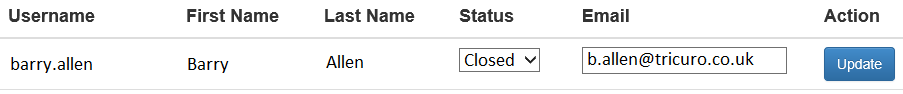 Username First Name Last Name Status Email Action
barry.allen Barry Allen Closed b.allen@tricuro.co.uk Update